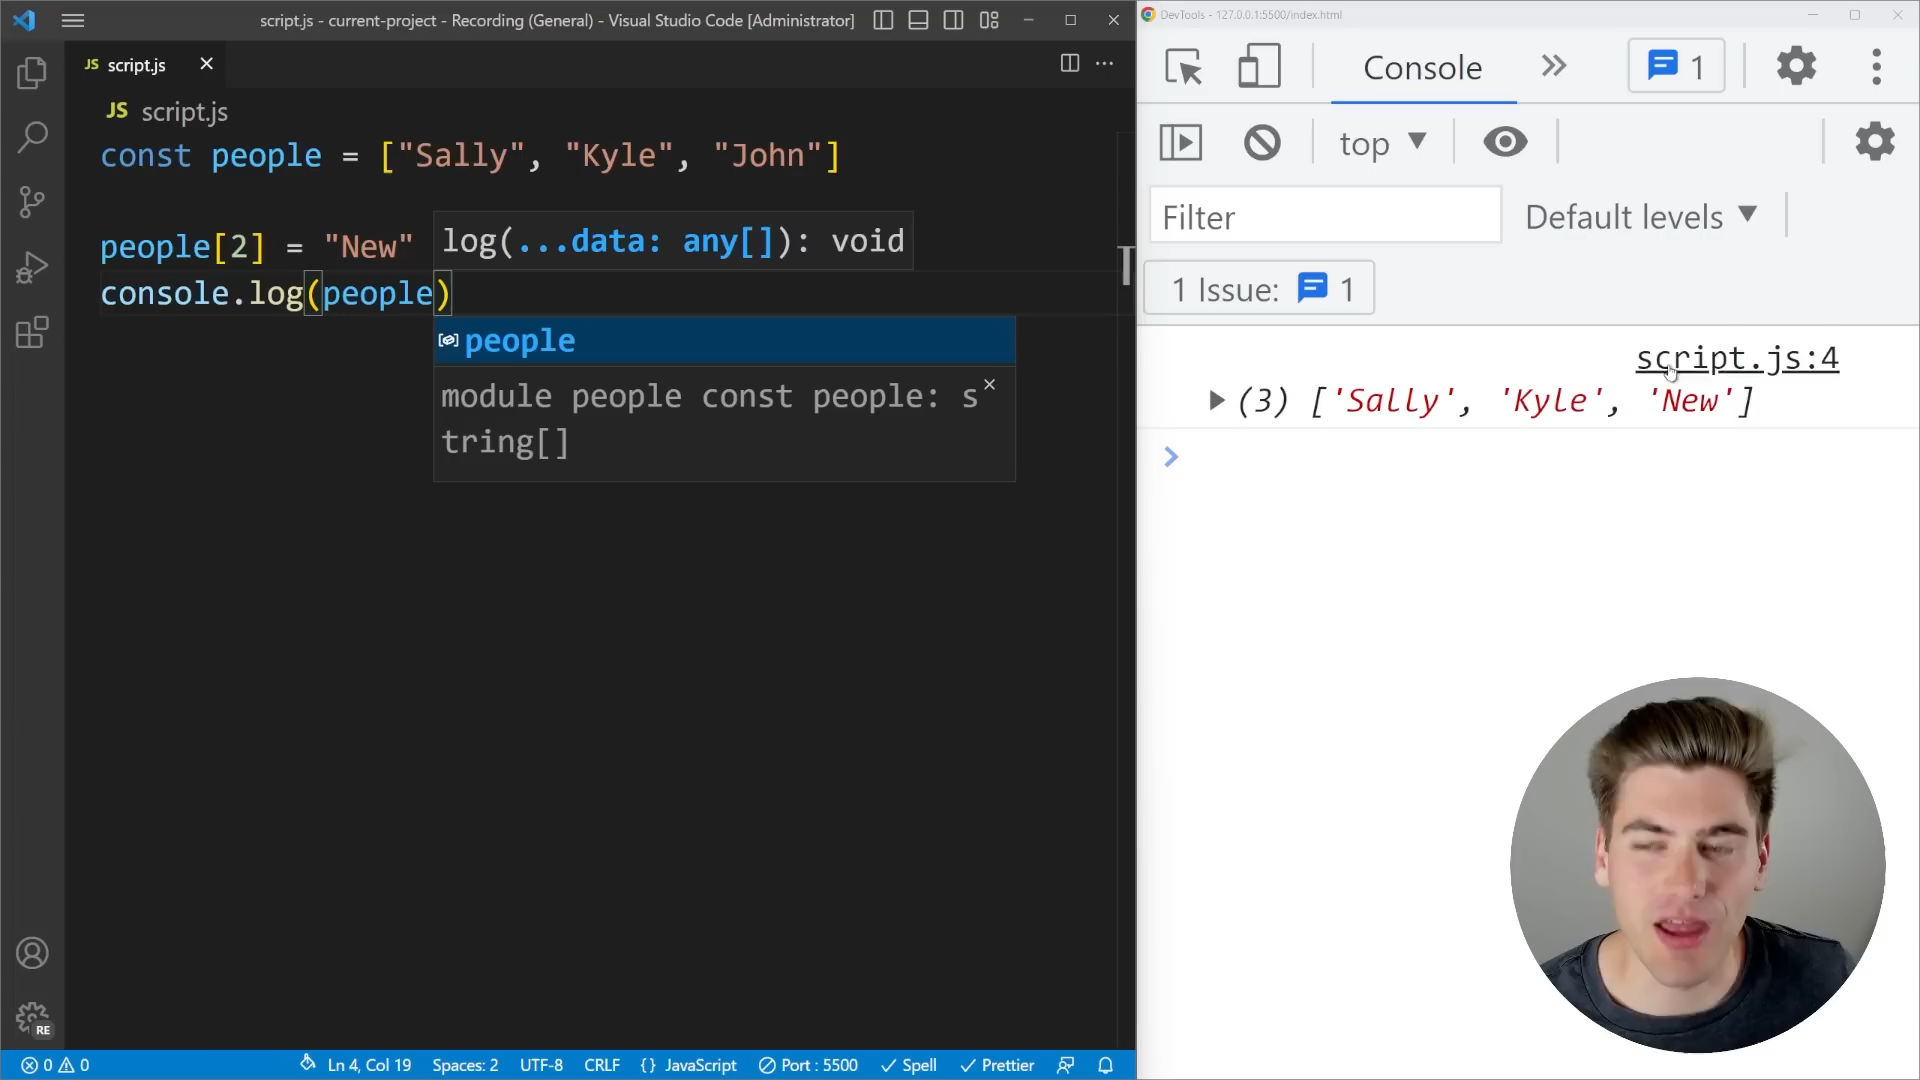 script.js - current-project - Recording (General) - Visual Studio Code [Administrator]
JS script.js
JS script.js
const people = ["Sally", "Kyle", "John"]
people[2] = "New"
log(...data: any[]): void
console.log(people)
people
module people const people: s
tring[]
RE
0 0
Ln 4, Col 19
Spaces: 2
UTF-8
CRLF
{} JavaScript
Port : 5500
Spell
Prettier
DevTools - 127.0.0.1:5500/index.html
Console
1
top
Filter
Default levels
1 Issue: 1
script.js:4
(3) ['Sally', 'Kyle', 'New']